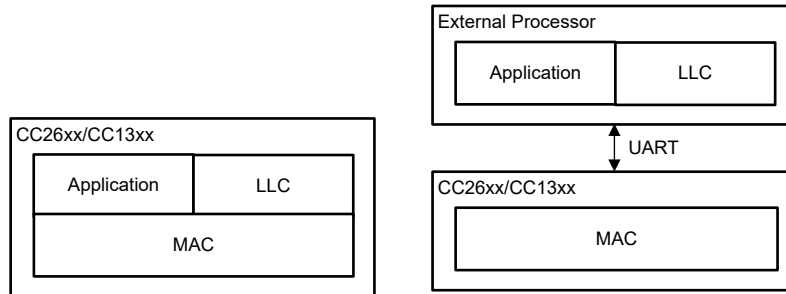 CC26xx/CC13xx
Application
LLC
MAC
External Processor
Application
LLC
UART
CC26xx/CC13xx
MAC